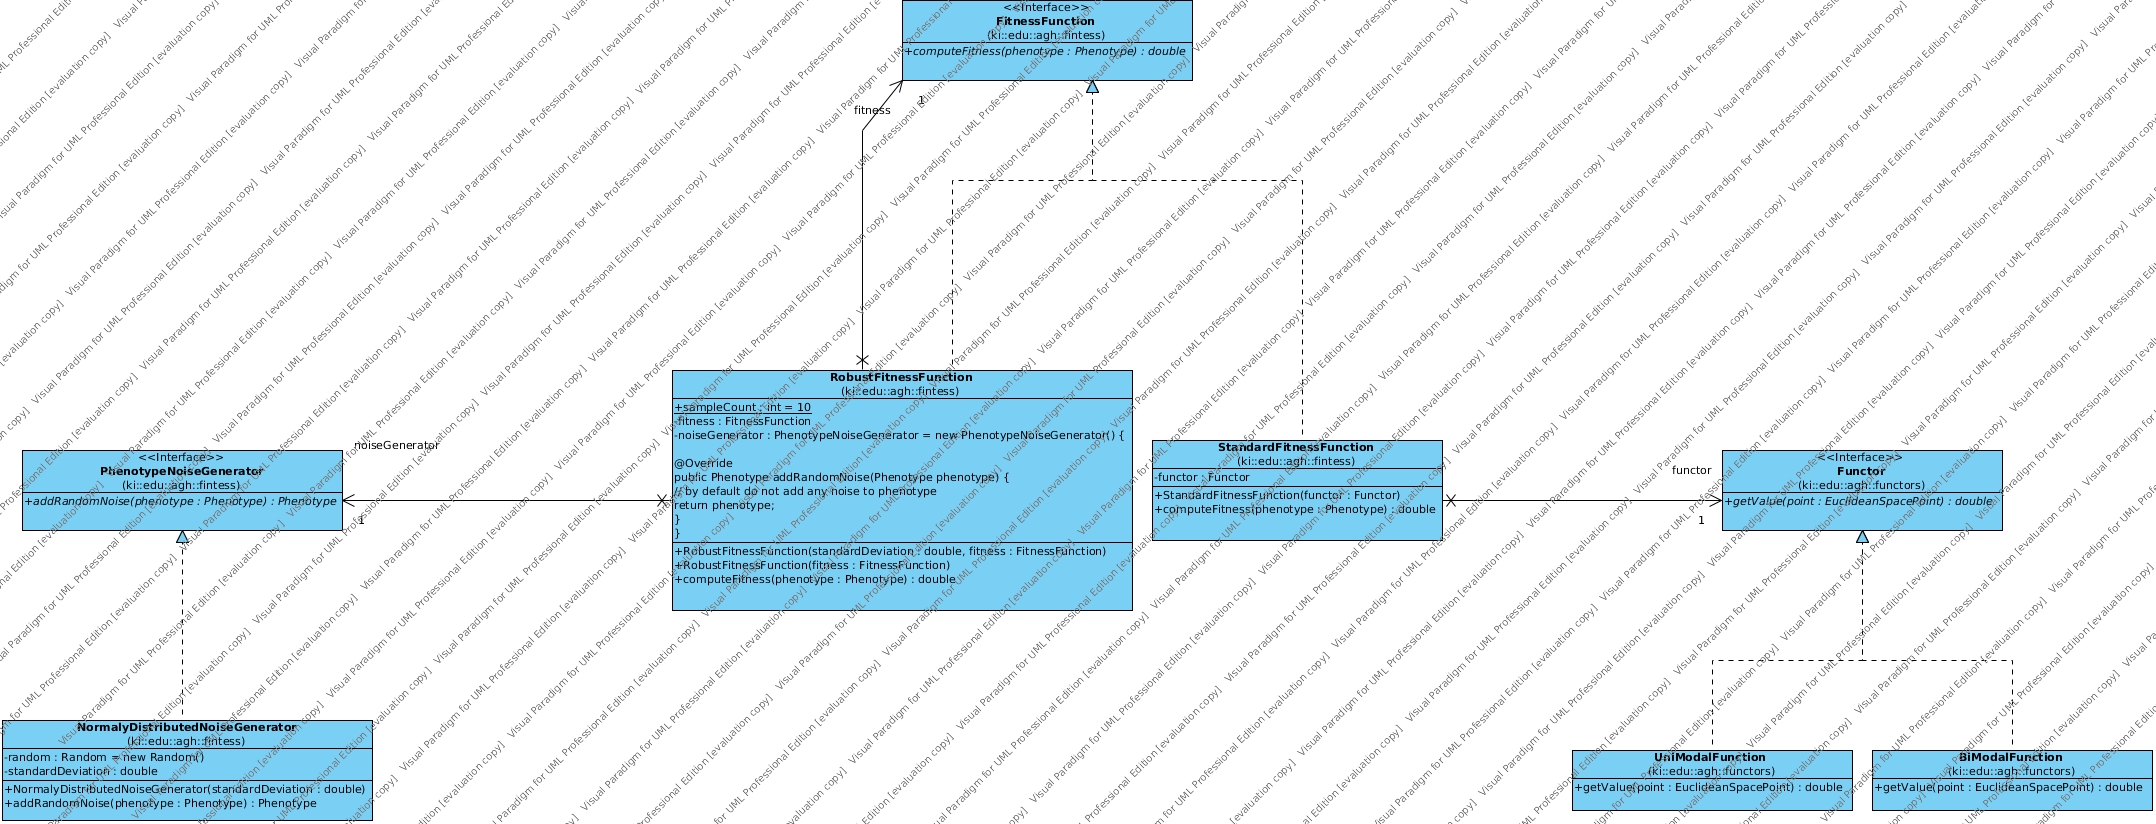 <<Interface>>
FitnessFunction
(ki::edu::agh::fintess)
+computeFitness(phenotype : Phenotype) : double
1
fitness
RobustFitnessFunction
(ki::edu::agh::fintess)
+sampleCount : int = 10
-fitness : FitnessFunction
-noiseGenerator : PhenotypeNoiseGenerator = new PhenotypeNoiseGenerator() {
@Override
public Phenotype addRandomNoise(Phenotype phenotype) {
// by default do not add any noise to phenotype
return phenotype;
}
}
+RobustFitnessFunction(standardDeviation : double, fitness : FitnessFunction)
+RobustFitnessFunction(fitness : FitnessFunction)
+computeFitness(phenotype : Phenotype) : double
noiseGenerator
1
<<Interface>>
PhenotypeNoiseGenerator
(ki::edu::agh::fintess)
+addRandomNoise(phenotype : Phenotype) : Phenotype
StandardFitnessFunction
(ki::edu::agh::fintess)
-functor : Functor
+StandardFitnessFunction(functor : Functor)
+computeFitness(phenotype : Phenotype) : double
functor
1
<<Interface>>
Functor
(ki::edu::agh::functors)
+getValue(point : EuclideanSpacePoint) : double
NormalyDistributedNoiseGenerator
(ki::edu::agh::fintess)
-random : Random = new Random()
-standardDeviation : double
+NormalyDistributedNoiseGenerator(standardDeviation : double)
+addRandomNoise(phenotype : Phenotype) : Phenotype
UniModalFunction
(ki::edu::agh::functors)
+getValue(point : EuclideanSpacePoint) : double
BiModalFunction
(ki::edu::agh::functors)
+getValue(point : EuclideanSpacePoint) : double
Visual Paradigm for UML Professional Edition [evaluation copy]